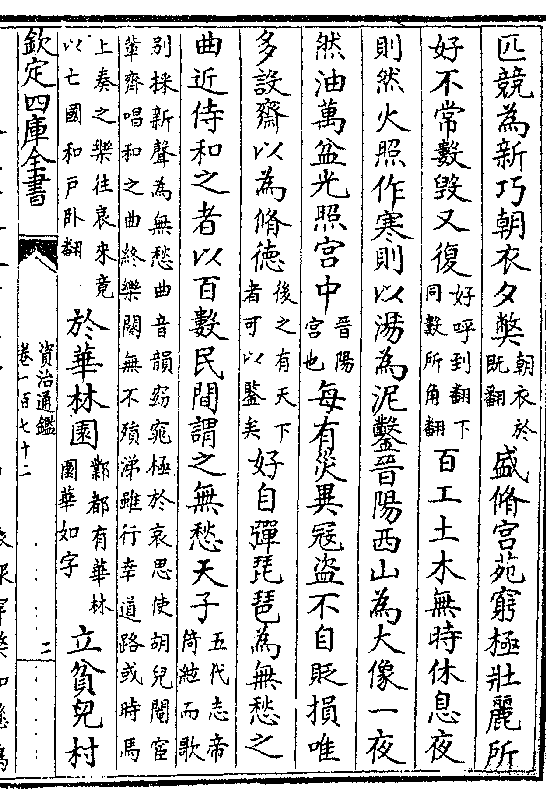 匹競為新巧朝衣夕弊朝衣於既翻盛脩宫苑窮極壯麗所
好不常數毁又復好呼到翻下同數所角翻百工土木無時休息夜
則然火照作寒則以湯為泥鑿晉陽西山為大像一夜
然油萬盆光照宫中晉陽宫也每有災異冦盜不自貶損唯
多設齋以為脩徳後之有天下者可以鑒矣好自彈琵琶為無愁之
曲近侍和之者以百數民間謂之無愁天子五代志帝倚絃而歌
别採新聲為無愁曲音韻窈窕極於哀思使胡兒閹宦
輩齊唱和之曲終樂闋無不殞涕雖行幸道路或時馬
上奏之樂往哀來竟以亡國和户卧翻於華林園鄴都有華林園華如字立貧兒村
欽定四庫全書
資治通鑑
卷一百七十二
二